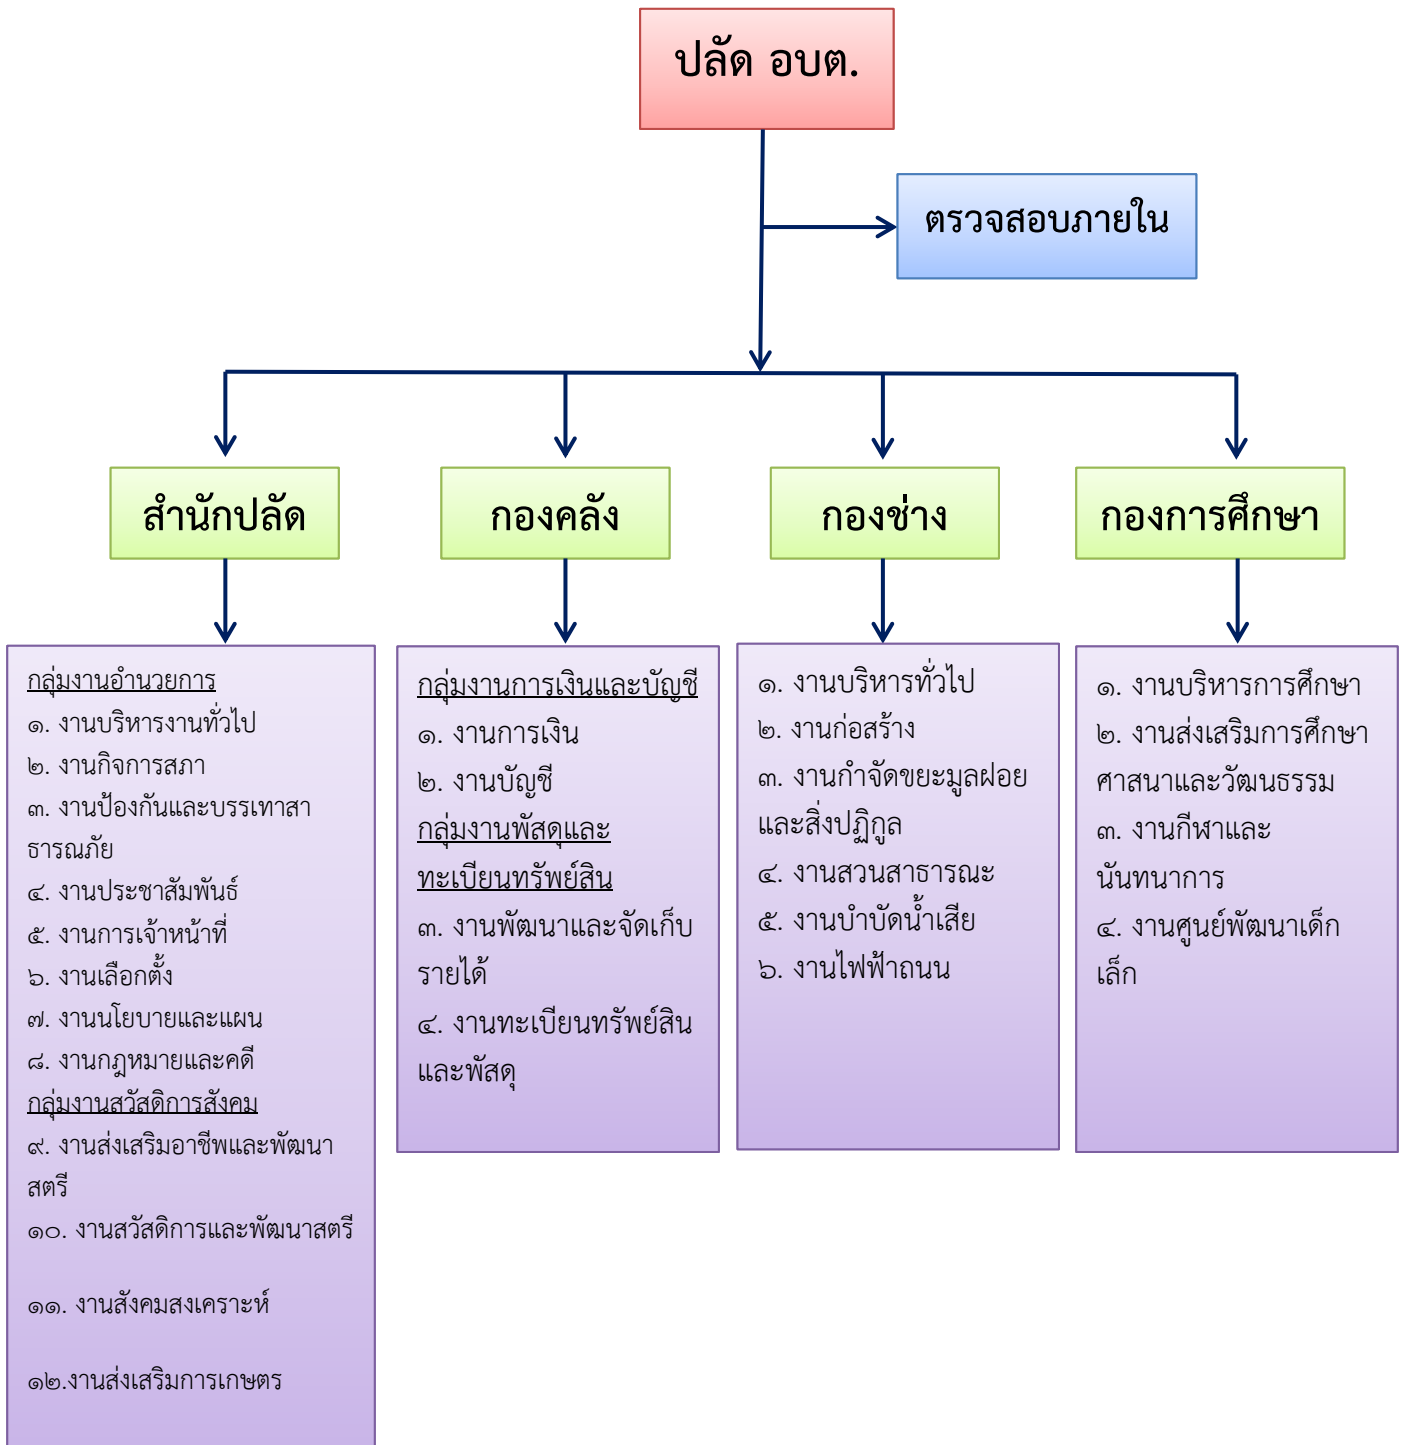 ปลัด อบต.
ตรวจสอบภายใน
สำนักปลัด
กองคลัง
กองช่าง
กองการศึกษา
กลุ่มงานอำนวยการ
๑. งานบริหารงานทั่วไป
๒. งานกิจการสภา
๓. งานป้องกันและบรรเทาสา
ธารณภัย
๔. งานประชาสัมพันธ์
๕. งานการเจ้าหน้าที่
๖. งานเลือกตั้ง
๗. งานนโยบายและแผน
๘. งานกฎหมายและคดี
กลุ่มงานสวัสดิการสังคม
๙. งานส่งเสริมอาชีพและพัฒนา
สตรี
๑๐. งานสวัสดิการและพัฒนาสตรี
๑๑. งานสังคมสงเคราะห์
๑๒.งานส่งเสริมการเกษตร
กลุ่มงานการเงินและบัญชี
๑. งานการเงิน
๒. งานบัญชี
กลุ่มงานพัสดุและ
ทะเบียนทรัพย์สิน
๓. งานพัฒนาและจัดเก็บ
รายได้
๔. งานทะเบียนทรัพย์สิน
และพัสดุ
๑. งานบริหารทั่วไป
๒. งานก่อสร้าง
๓. งานกำจัดขยะมูลฝอย
และสิ่งปฏิกูล
๔. งานสวนสาธารณะ
๕. งานบำบัดน้ำเสีย
๖. งานไฟฟ้าถนน
๑. งานบริหารการศึกษา
๒. งานส่งเสริมการศึกษา
ศาสนาและวัฒนธรรม
๓. งานกีฬาและ
นันทนาการ
๔. งานศูนย์พัฒนาเด็ก
เล็ก